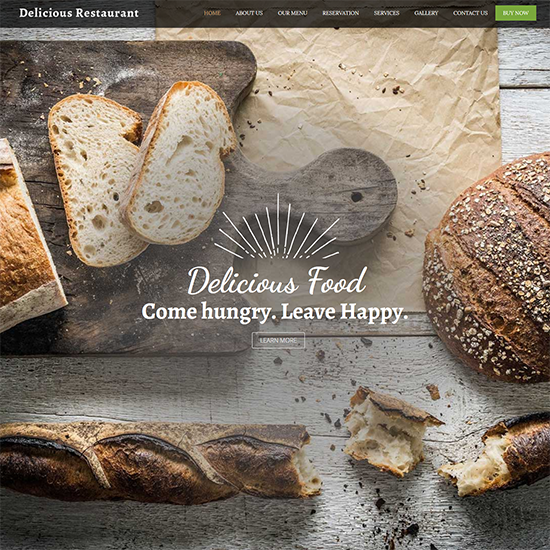 Delicious Restaurant HOME ABOUT US OUR MENU RESERVATION SERVICES GALLERY CONTACT US BUY NOW
Delicious Food
Come hungry. Leave Happy.
LEARN MORE